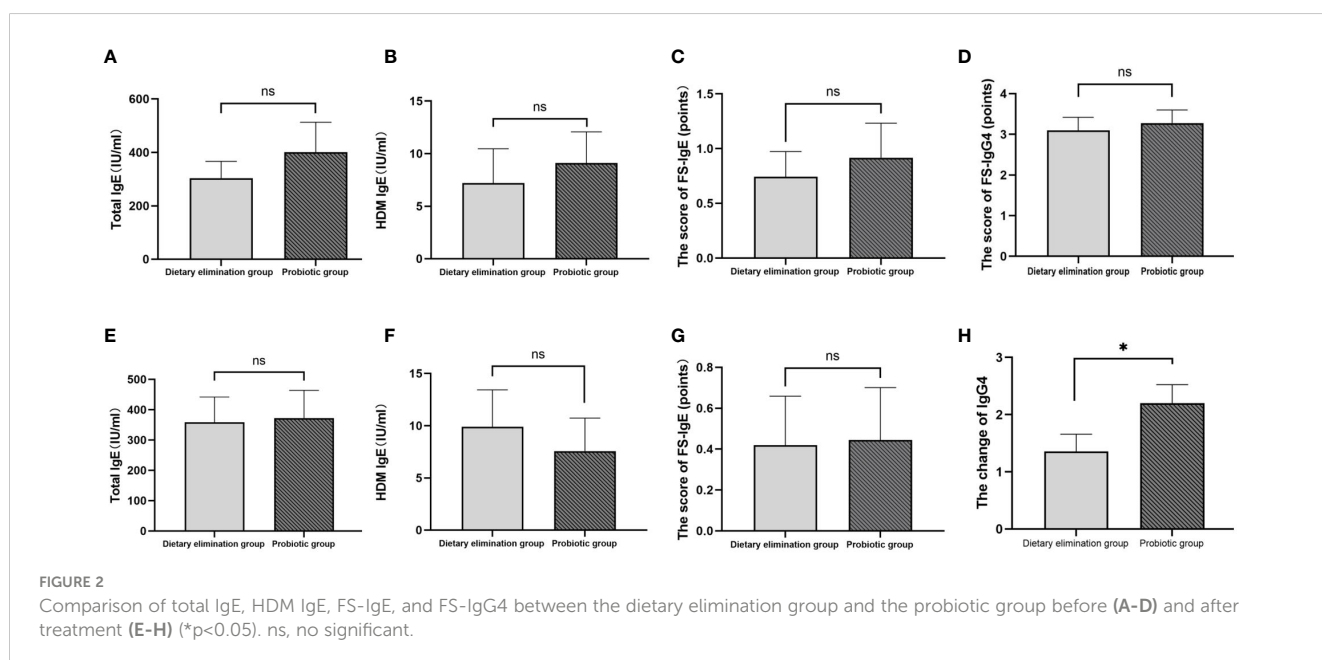 A
ns
600
400
200
0
Total IgE(IU/ml)
Dietary elimination group
Probiotic group
B
ns
15
10
5
0
HDM IgE(IU/ml)
Dietary elimination group
Probiotic group
C
ns
1.5
1.0
0.5
0.0
The score of FS-IgE (points)
Dietary elimination group
Probiotic group
D
ns
4
3
2
1
0
The score of FS-IgG4 (points)
Dietary elimination group
Probiotic group
E
ns
500
400
300
200
100
0
Total IgE(IU/ml)
Dietary elimination group
Probiotic group
F
ns
15
10
5
0
HDM IgE(IU/ml)
Dietary elimination group
Probiotic group
G
ns
0.8
0.6
0.4
0.2
0.0
The score of FS-IgE (points)
Dietary elimination group
Probiotic group
H
*
3
2
1
0
The change of IgG4
Dietary elimination group
Probiotic group
FIGURE 2
Comparison of total IgE, HDM IgE, FS-IgE, and FS-IgG4 between the dietary elimination group and the probiotic group before (A-D) and after
treatment (E-H) (*p<0.05). ns, no significant.